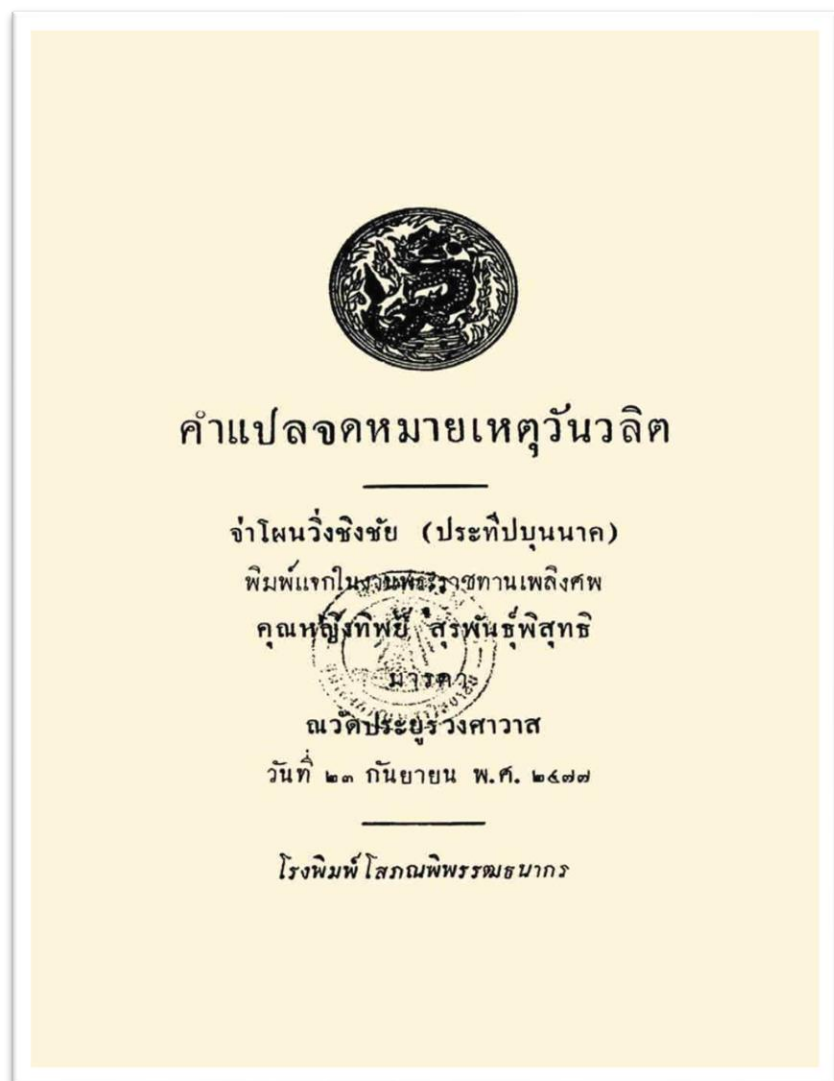 คำแปลจดหมายเหตุวันวลิต
จ่าโผนวิ่งชิงชัย (ประทีปบุนนาค)
พิมพ์แจกในงานพระราชทานเพลิงศพ
คุณหญิงทิพย์ สุรพันธุ์พิสุทธิ
มารดา
ณวัดประยูรวงศาวาส
วันที่ ๒๓ กันยายน พ.ศ. ๒๔๗๗
โรงพิมพ์โสภณพิพรรฒธนากร